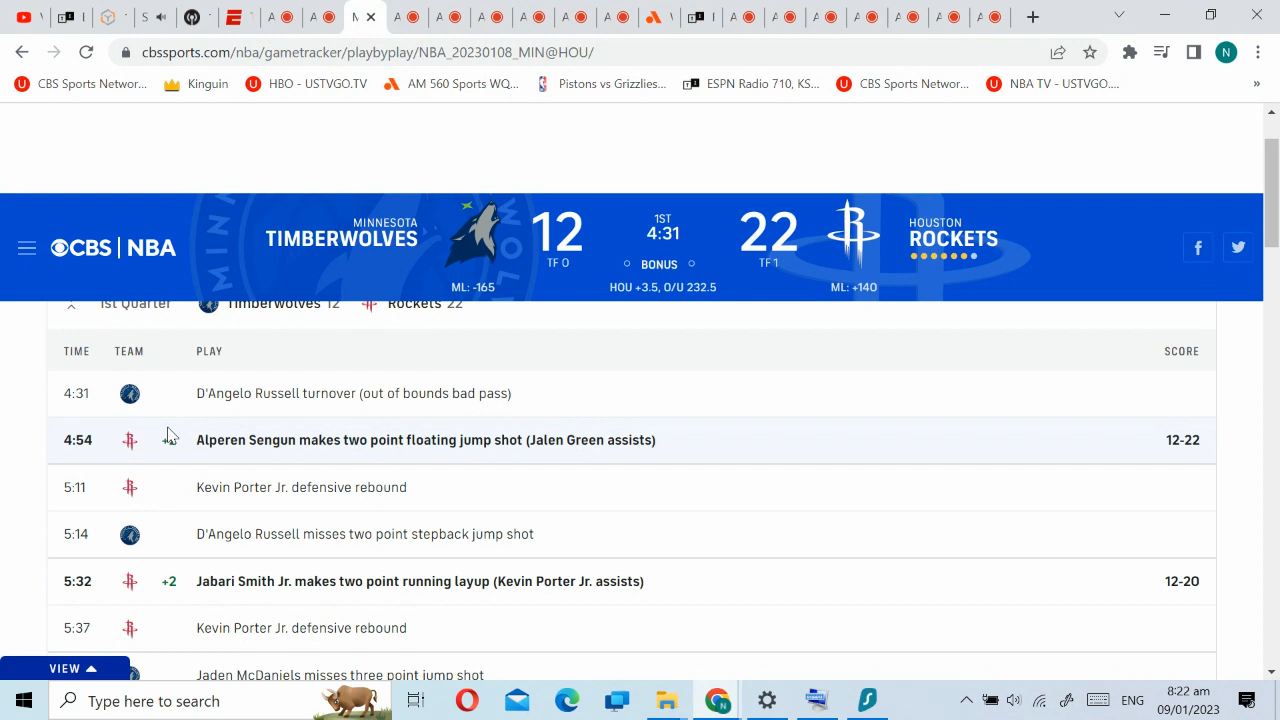 cbssports.com/nba/gametracker/playbyplay/NBA_20230108_MIN@HOU/
N
CBS Sports Networ... Kinguin HBO - USTVGO.TV AM 560 Sports WQ... Pistons vs Grizzlies... ESPN Radio 710, KS... CBS Sports Networ... NBA TV - USTVGO.... »
CBS | NBA
MINNESOTA
TIMBERWOLVES
12
TF 0
ML: -165
1ST
4:31
BONUS
HOU +3.5, O/U 232.5
22
TF 1
ML: +140
HOUSTON
ROCKETS
1st Quarter Timberwolves 12 Rockets 22
TIME TEAM PLAY SCORE
4:31 D'Angelo Russell turnover (out of bounds bad pass)
4:54 Alperen Sengun makes two point floating jump shot (Jalen Green assists) 12-22
5:11 Kevin Porter Jr. defensive rebound
5:14 D'Angelo Russell misses two point stepback jump shot
5:32 +2 Jabari Smith Jr. makes two point running layup (Kevin Porter Jr. assists) 12-20
5:37 Kevin Porter Jr. defensive rebound
Jaden McDaniels misses three point jump shot
VIEW
Type here to search
ENG
8:22 am
09/01/2023